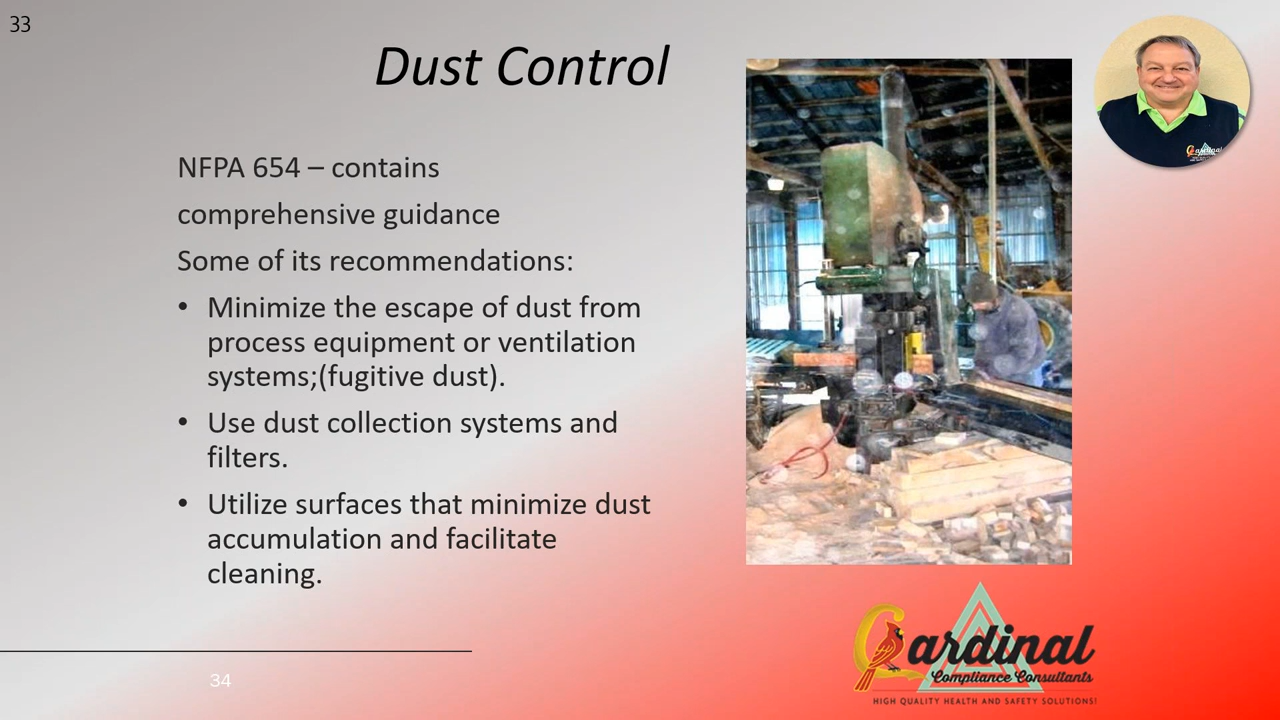 33
Dust Control
NFPA 654 – contains
comprehensive guidance
Some of its recommendations:
• Minimize the escape of dust from
process equipment or ventilation
systems;(fugitive dust).
• Use dust collection systems and
filters.
• Utilize surfaces that minimize dust
accumulation and facilitate
cleaning.
34
Cardinal
Cardinal
Compliance Consultants
HIGH QUALITY HEALTH AND SAFETY SOLUTIONS!